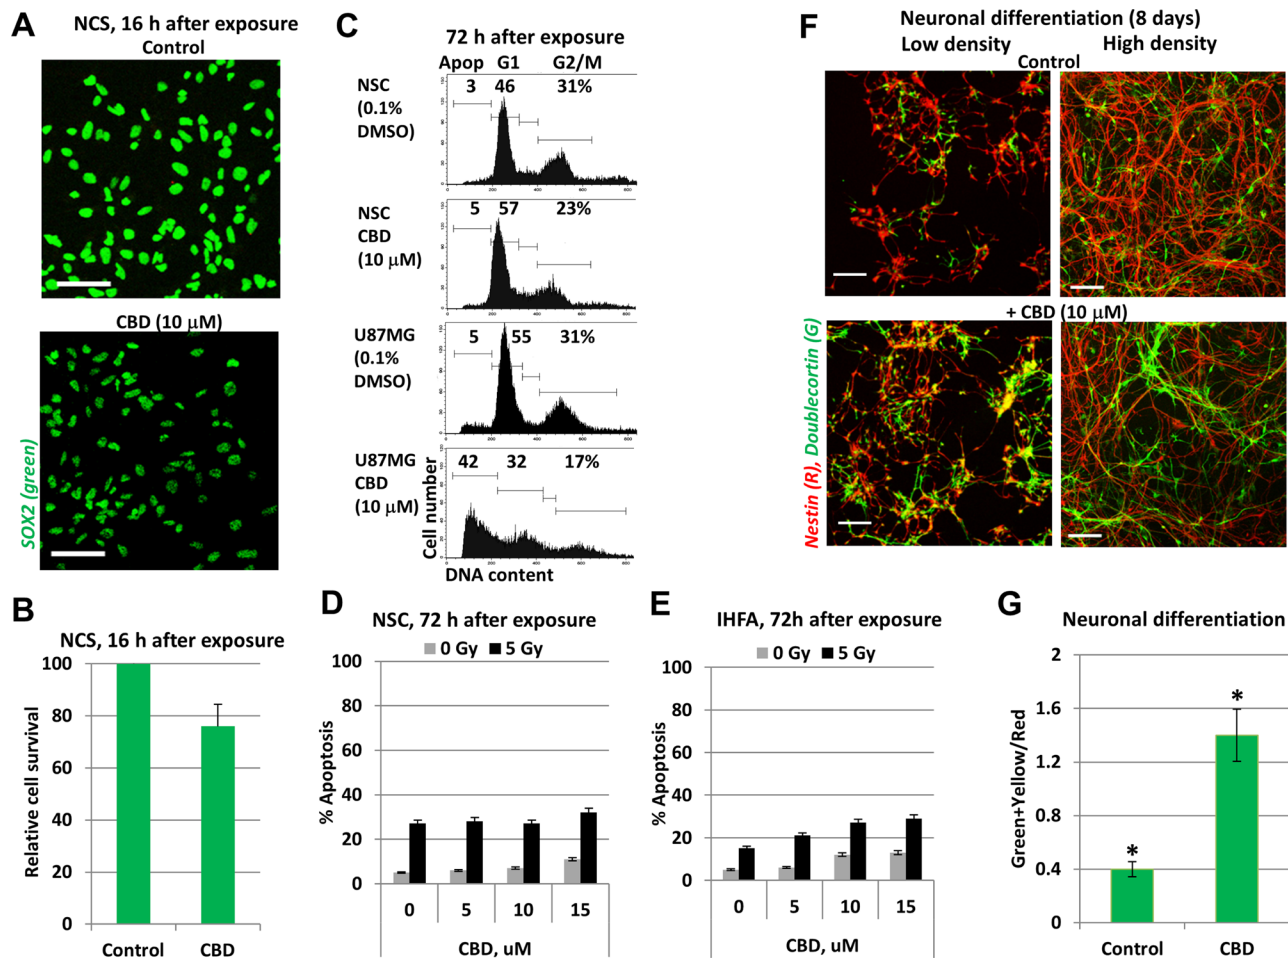 A
NCS, 16 h after exposure
Control
CBD (10 µM)
SOX2 (green)
B
NCS, 16 h after exposure
Relative cell survival
100
80
60
40
20
0
Control
CBD
C
72 h after exposure
Apop G1 G2/M
NSC
(0.1%
DMSO)
3 46 31%
NSC
CBD
(10 µM)
5 57 23%
U87MG
(0.1%
DMSO)
5 55 31%
U87MG
CBD
(10 µM)
42 32 17%
Cell number
DNA content
D
NSC, 72 h after exposure
0 Gy 5 Gy
% Apoptosis
100
80
60
40
20
0
0 5 10 15
CBD, uM
E
IHFA, 72h after exposure
0 Gy 5 Gy
% Apoptosis
100
80
60
40
20
0
0 5 10 15
CBD, uM
F
Neuronal differentiation (8 days)
Low density High density
Control
+ CBD (10 µM)
Nestin (R), Doublecortin (G)
G
Neuronal differentiation
Green+Yellow/Red
2
1.6
1.2
0.8
0.4
0
*
*
Control
CBD